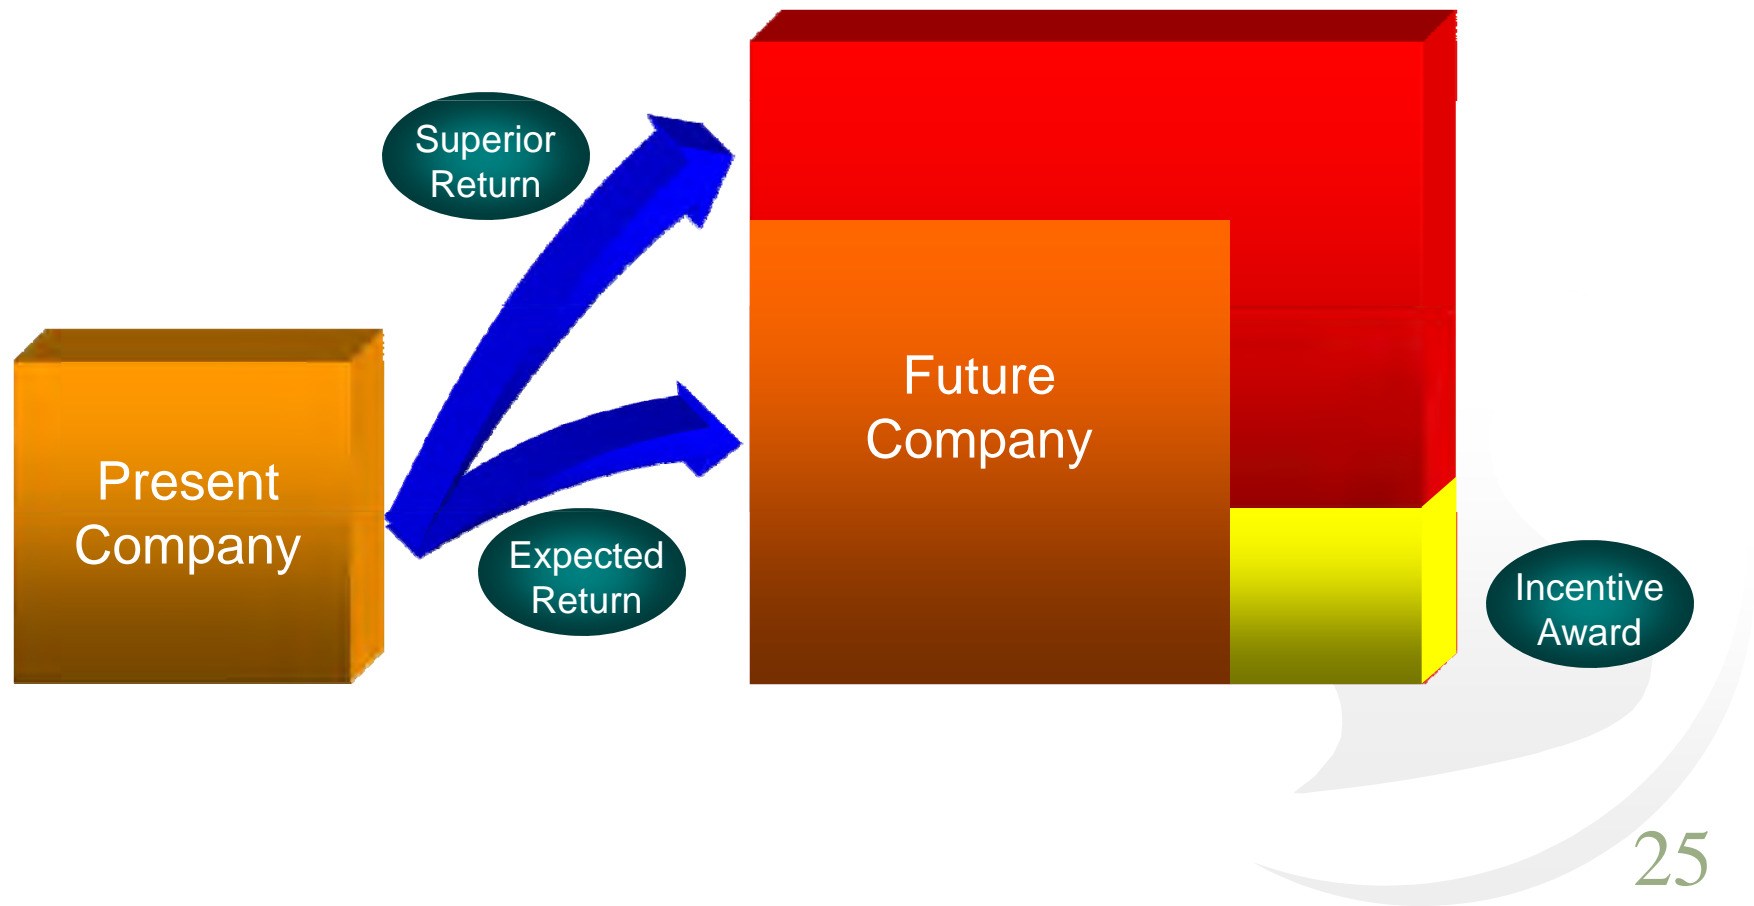 Superior
Return
Future
Company
Present
Company
Expected
Return
Incentive
Award
25